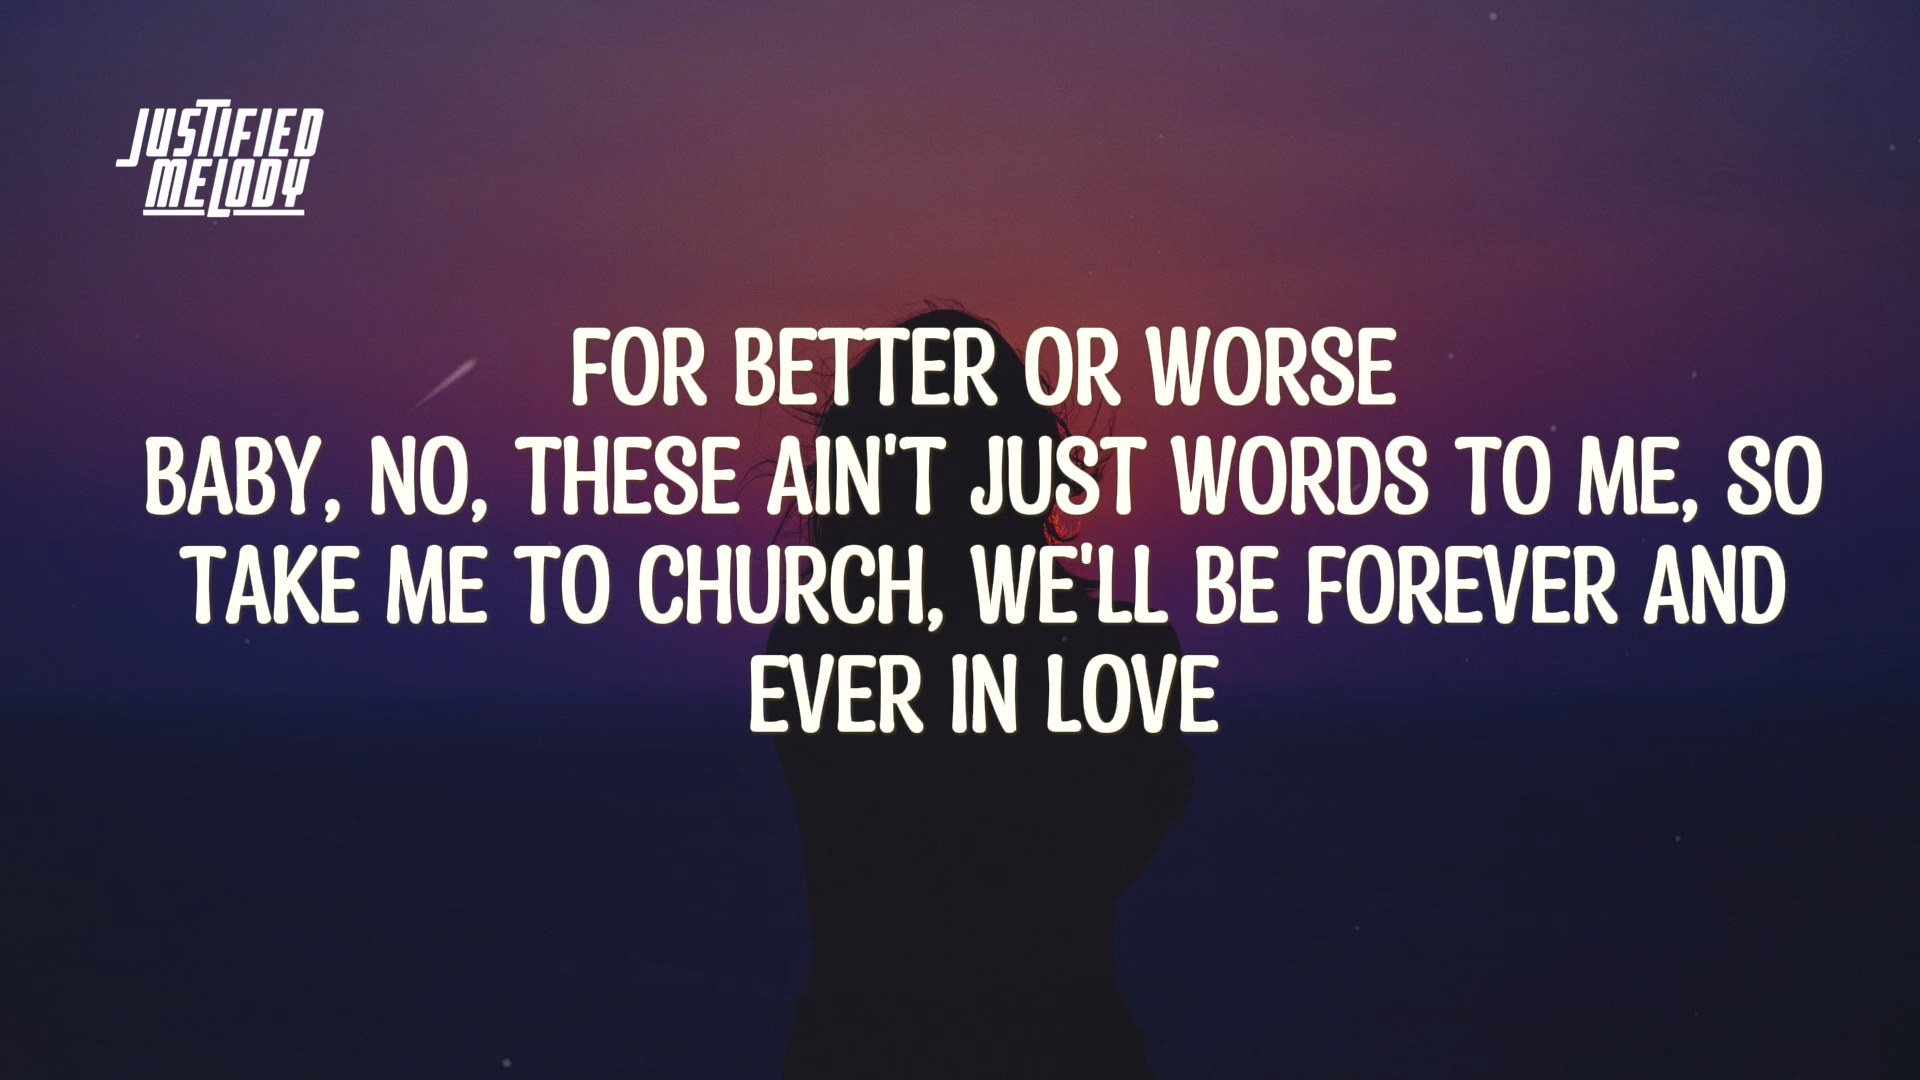 JUSTIFIED
MELODY
FOR BETTER OR WORSE
BABY, NO, THESE AIN'T JUST WORDS TO ME, SO
TAKE ME TO CHURCH, WE'LL BE FOREVER AND
EVER IN LOVE